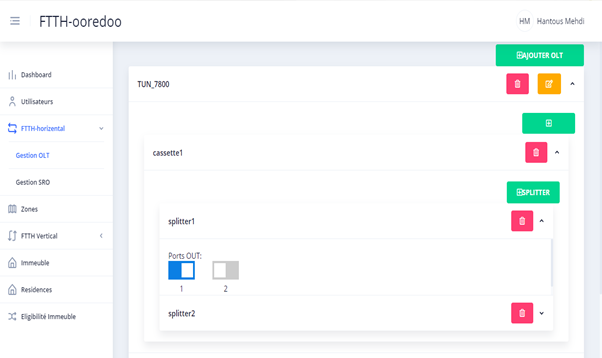 FTTH-ooredoo
HM Hantous Mehdi
AJOUTER OLT
Dashboard
TUN_7800
Utilisateurs
FTTH-horizental
cassette1
Gestion OLT
Gestion SRO
SPLITTER
Zones
splitter1
FTTH Vertical
Ports OUT:
Immeuble
1 2
Residences
splitter2
Eligibilité Immeuble